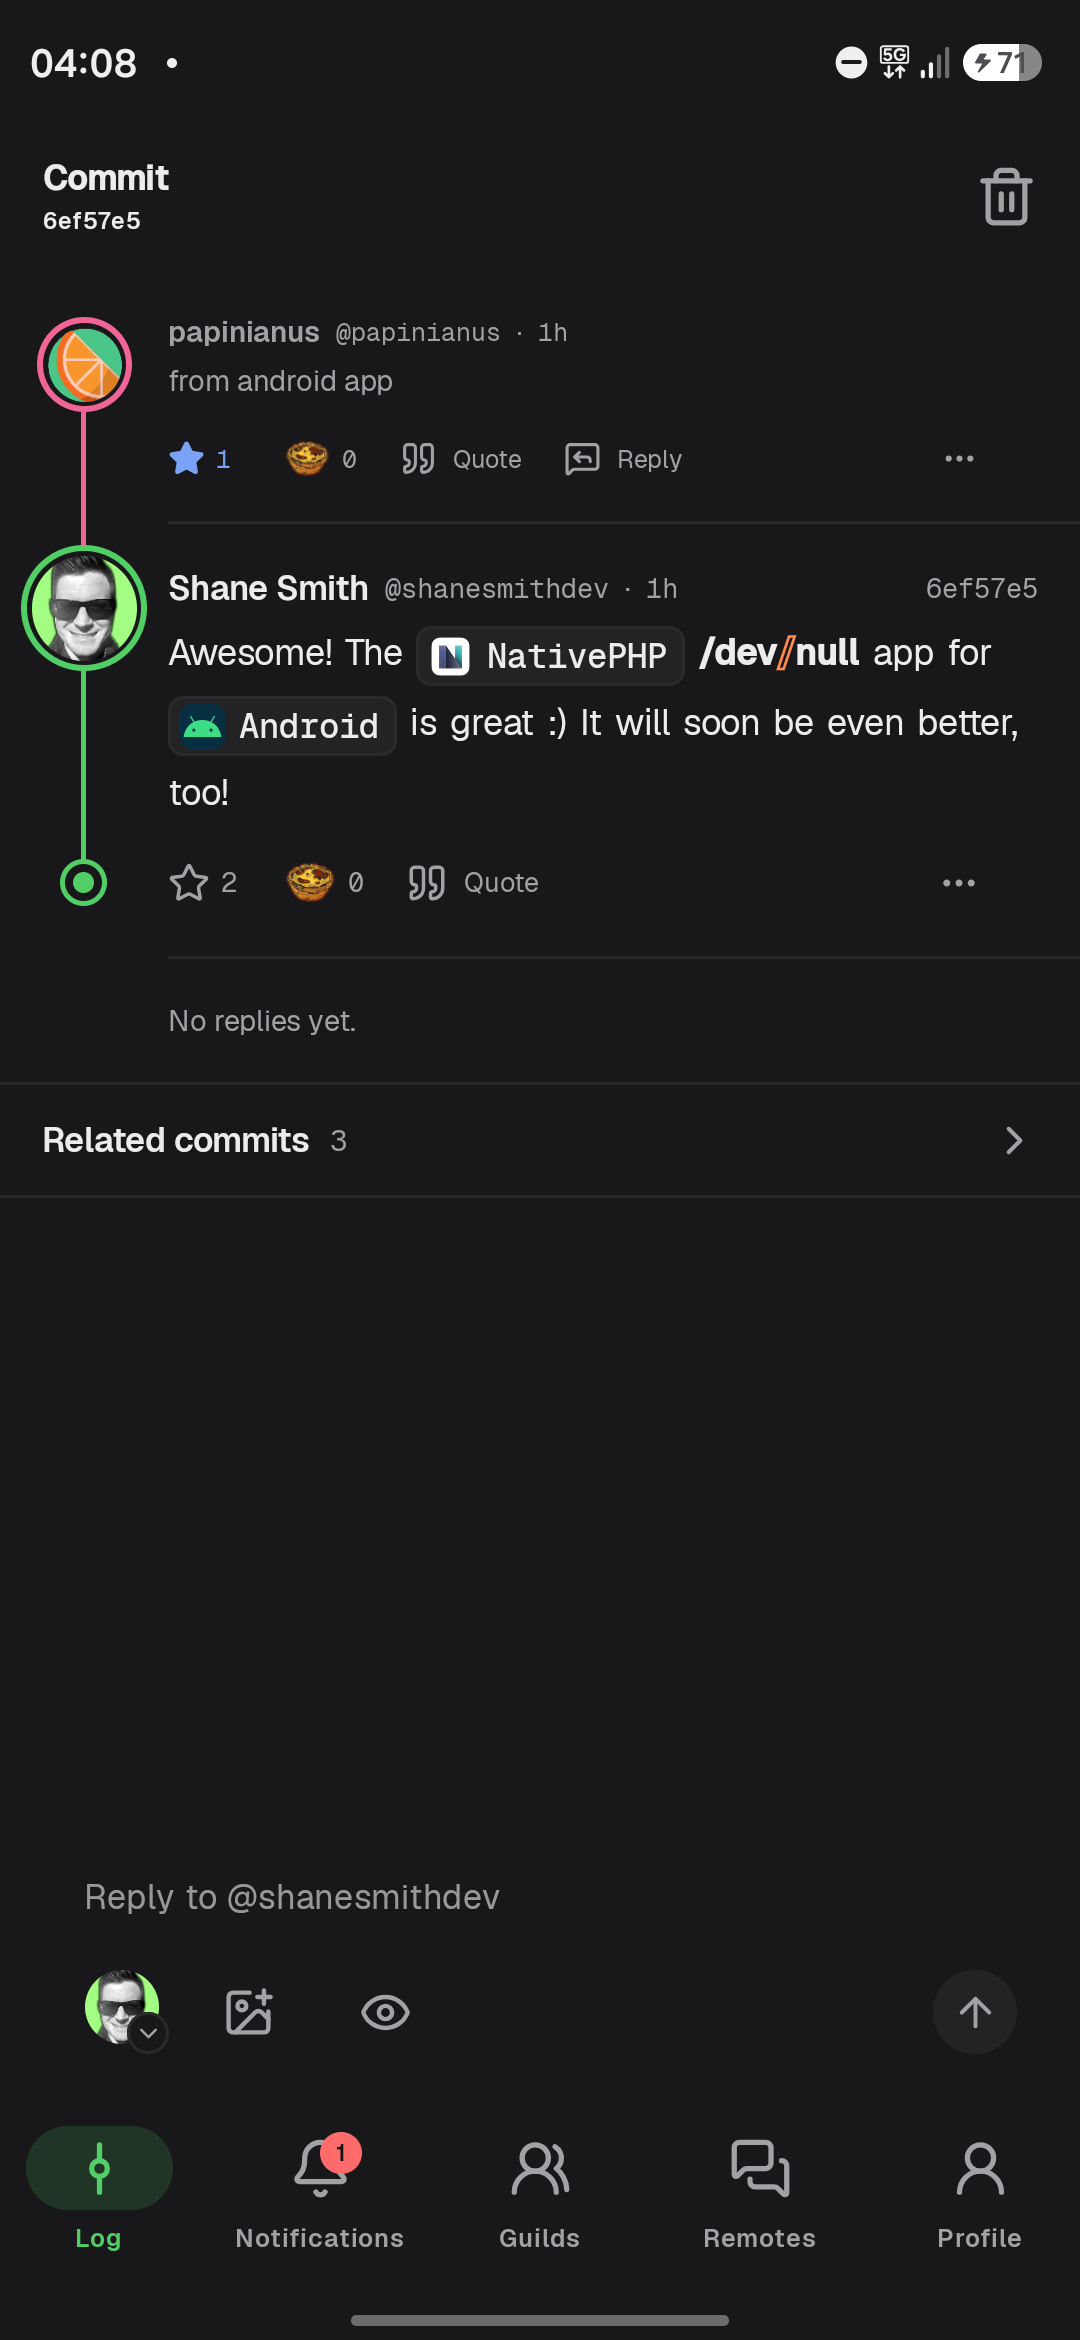 04:08
5G
71
Commit
6ef57e5
papinianus @papinianus · 1h
from android app
1 0 Quote Reply
Shane Smith @shanesmithdev · 1h 6ef57e5
Awesome! The NativePHP /dev//null app for
Android is great :) It will soon be even better,
too!
2 0 Quote
No replies yet.
Related commits 3
Reply to @shanesmithdev
1
Log Notifications Guilds Remotes Profile